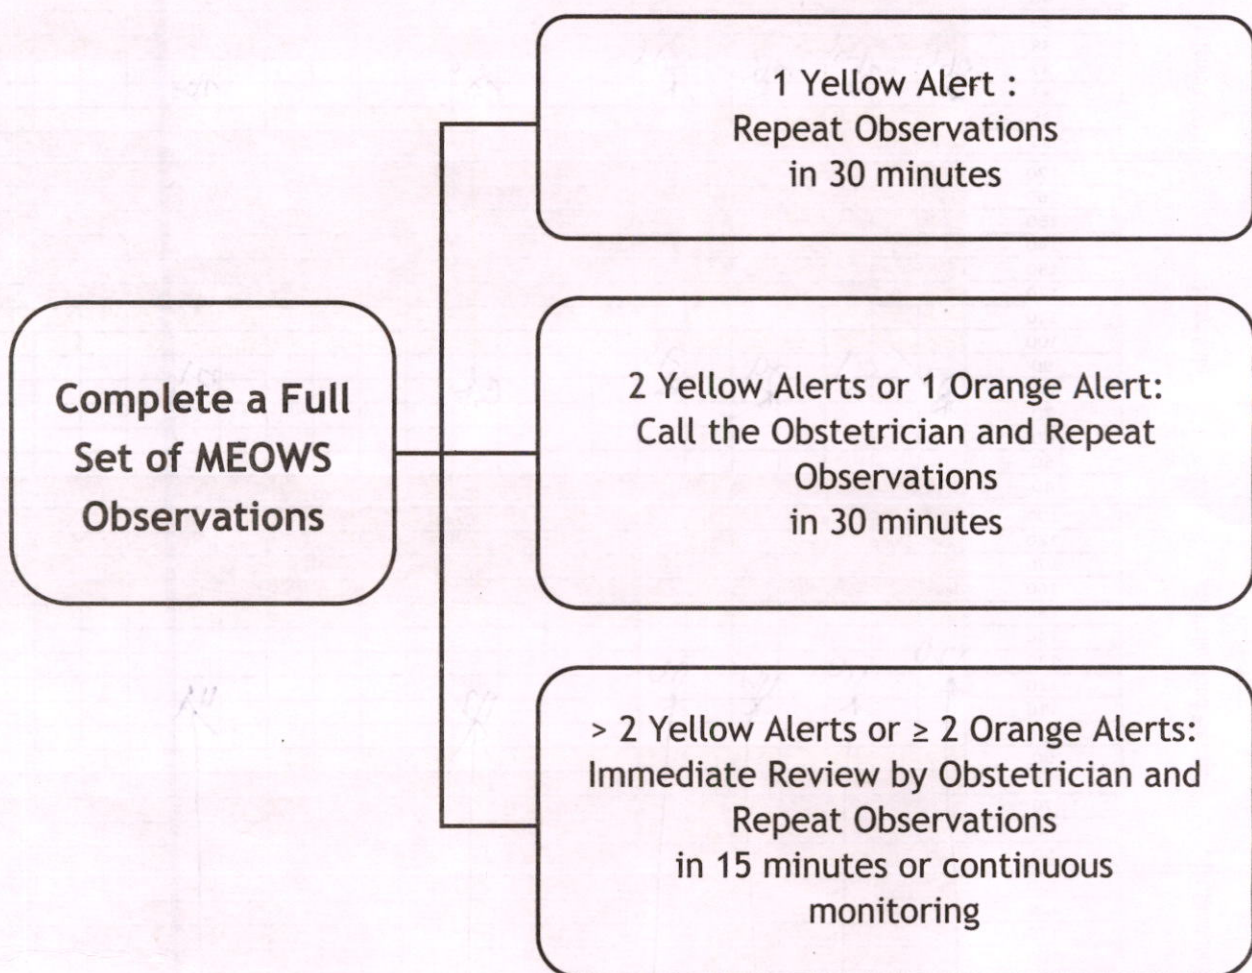 1 Yellow Alert :
Repeat Observations
in 30 minutes
Complete a Full
Set of MEOWS
Observations
2 Yellow Alerts or 1 Orange Alert:
Call the Obstetrician and Repeat
Observations
in 30 minutes
> 2 Yellow Alerts or ≥ 2 Orange Alerts:
Immediate Review by Obstetrician and
Repeat Observations
in 15 minutes or continuous
monitoring